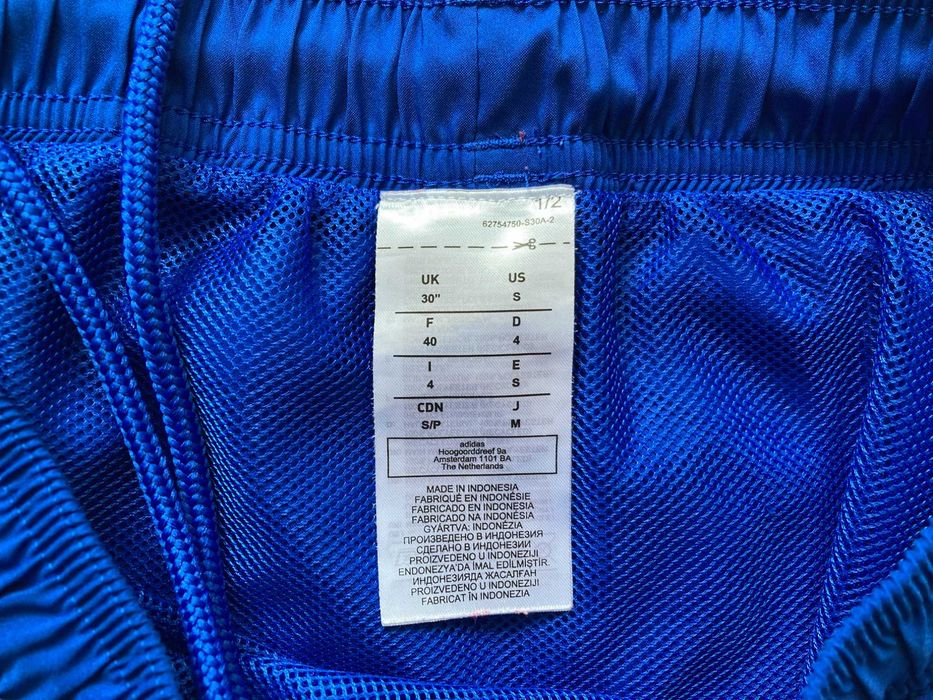 1/2
62754750-S30A-2
UK US
30" S
F D
40 4
I E
4 S
CDN J
S/P M
adidas
Hoogoorddreef 9a
Amsterdam 1101 BA
The Netherlands
MADE IN INDONESIA
FABRIQUÉ EN INDONÉSIE
FABRICADO EN INDONESIA
FABRICADO NA INDONÉSIA
GYÁRTVA: INDONÉZIA
ПРОИЗВЕДЕНО В ИНДОНЕЗИЯ
СДЕЛАНО В ИНДОНЕЗИИ
PROIZVEDENO U INDONEZIJI
ENDONEZYA'DA İMAL EDİLMİŞTİR.
ИНДОНЕЗИЯДА ЖАСАЛҒАН
PROIZVEDENO U INDONEZIJI
FABRICAT ÎN INDONEZIA